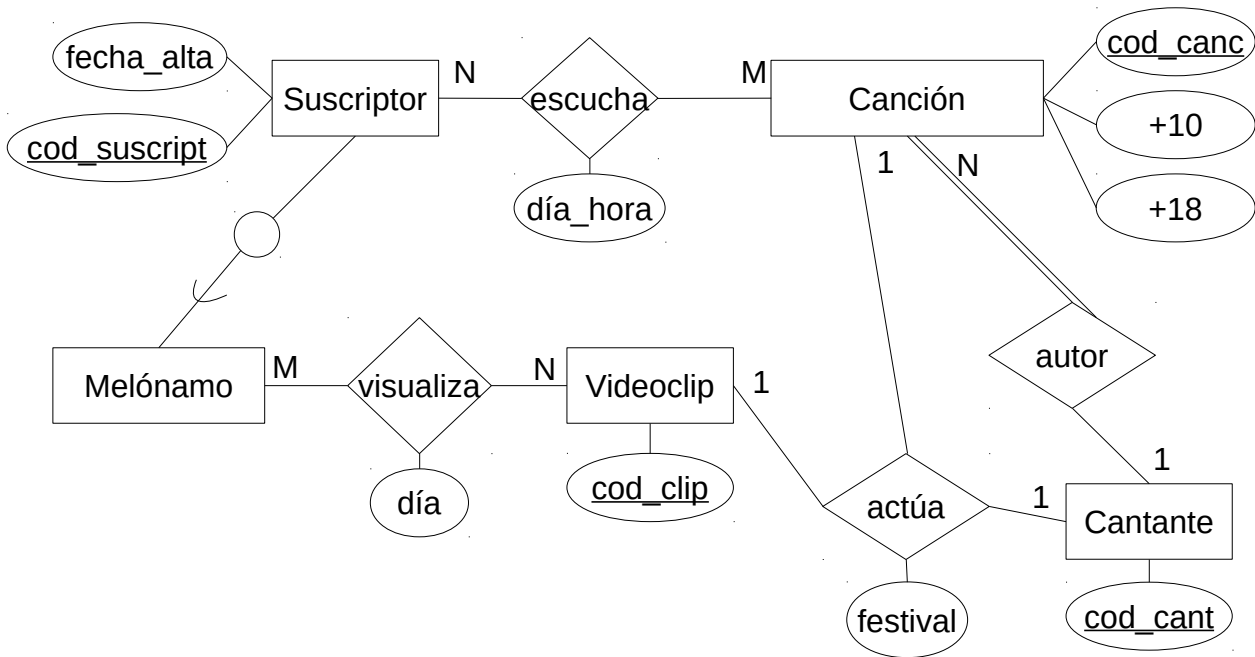 fecha_alta
cod_suscript
Suscriptor
N
escucha
día_hora
M
Canción
cod_canc
+10
+18
1
N
autor
1
Melónamo
M
visualiza
día
N
Videoclip
cod_clip
1
actúa
festival
1
Cantante
cod_cant